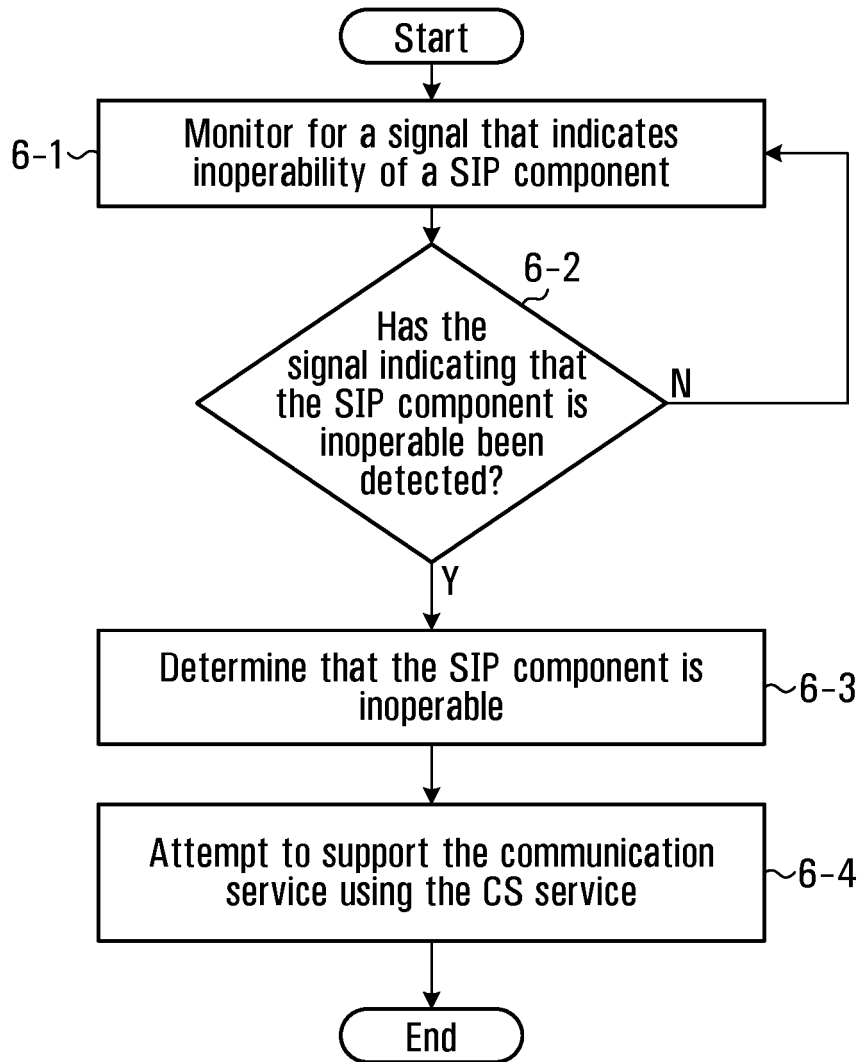 Start
6-1
Monitor for a signal that indicates
inoperability of a SIP component
6-2
Has the
signal indicating that
the SIP component is
inoperable been
detected?
N
Y
Determine that the SIP component is
inoperable
6-3
Attempt to support the communication
service using the CS service
6-4
End